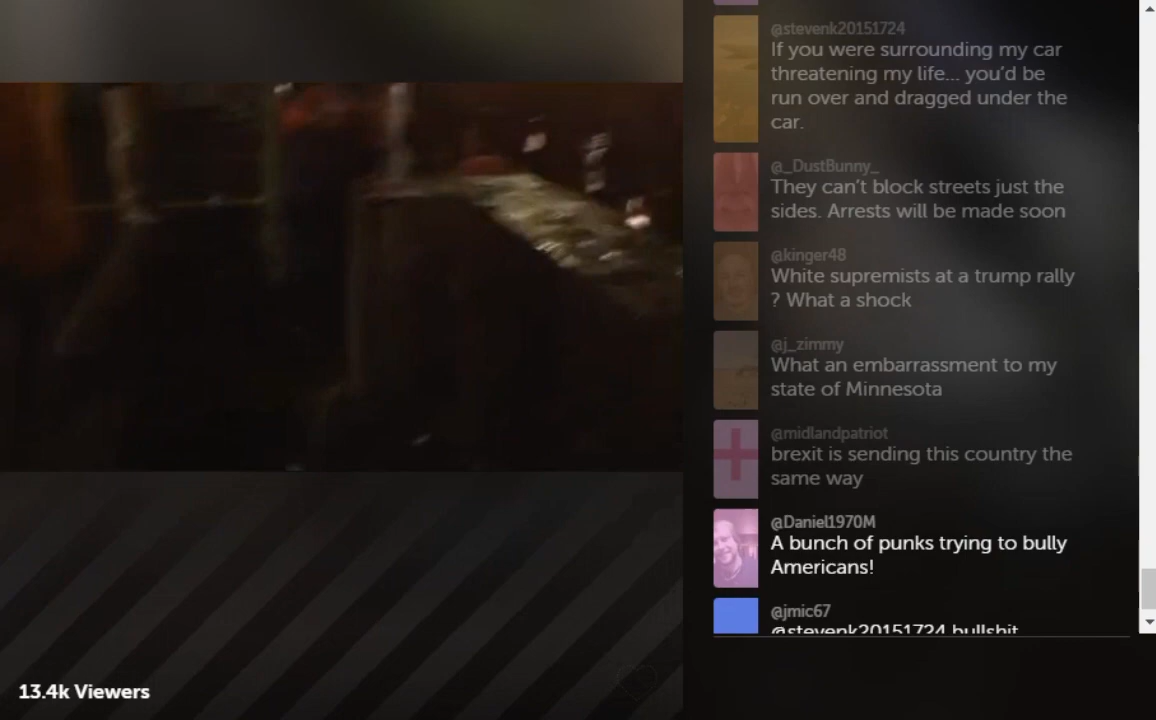 @stevenk20151724
If you were surrounding my car
threatening my life... you'd be
run over and dragged under the
car.
@_DustBunny_
They can't block streets just the
sides. Arrests will be made soon
@kinger48
White supremists at a trump rally
? What a shock
@j_zimmy
What an embarrassment to my
state of Minnesota
@midlandpatriot
brexit is sending this country the
same way
@Daniel1970M
A bunch of punks trying to bully
Americans!
@jmic67
@stevenk20151724 bullshit
13.4k Viewers